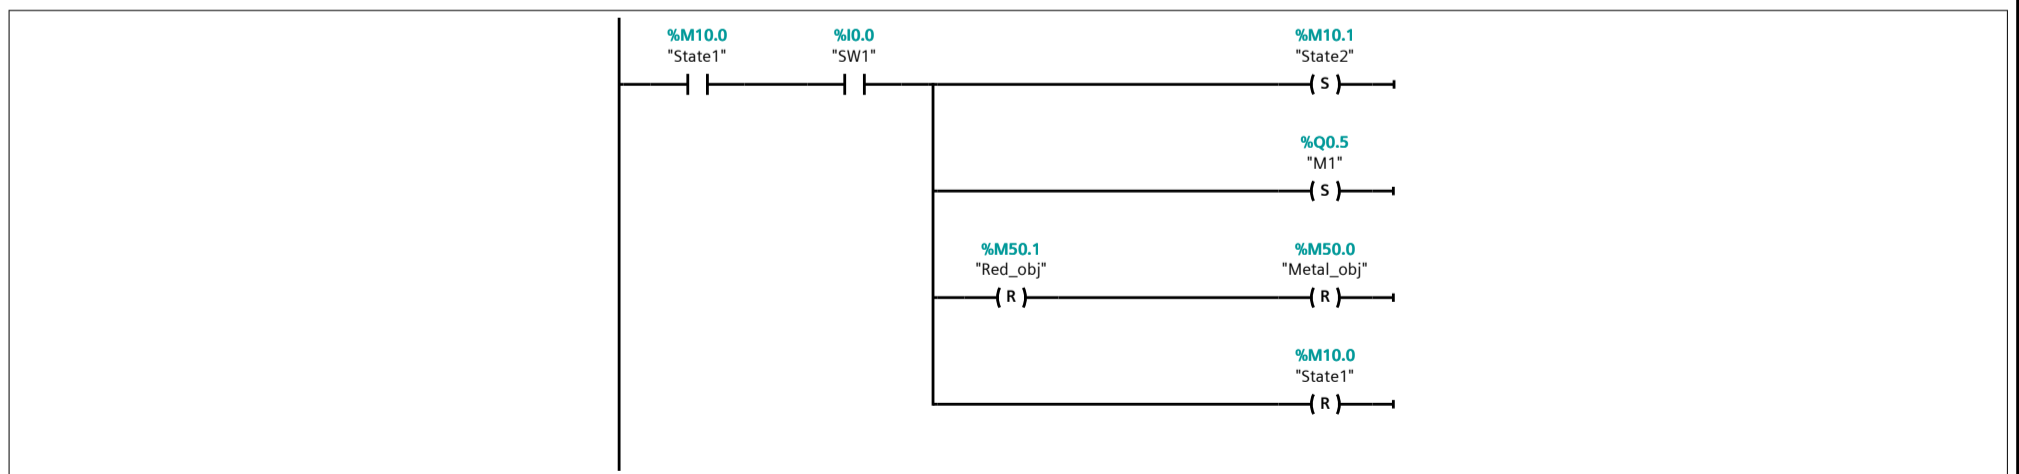 %M10.0
"State1"
%I0.0
"SW1"
%M10.1
"State2"
S
%Q0.5
"M1"
S
%M50.1
"Red_obj"
R
%M50.0
"Metal_obj"
R
%M10.0
"State1"
R